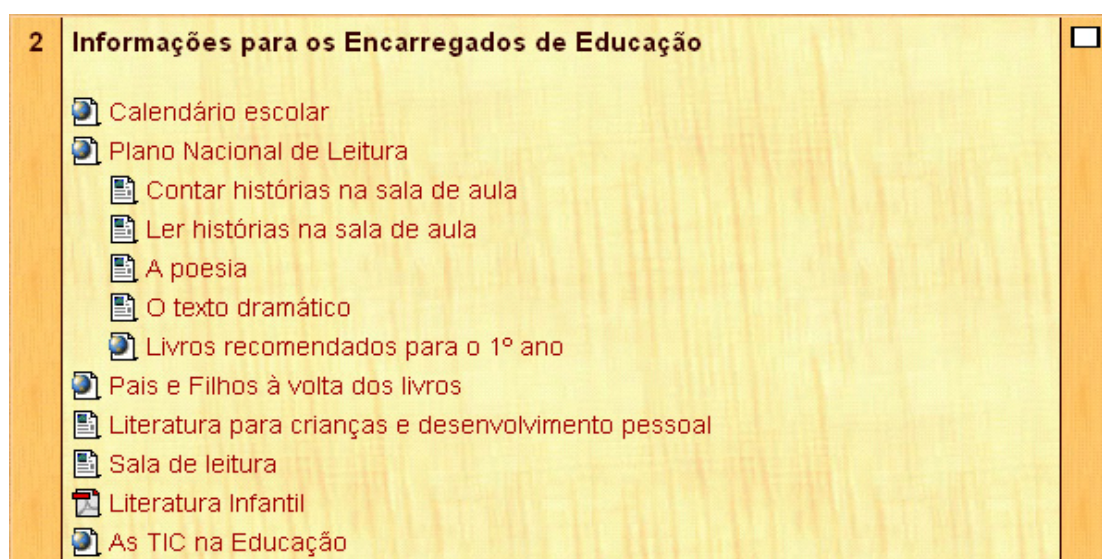 2 Informações para os Encarregados de Educação
Calendário escolar
Plano Nacional de Leitura
Contar histórias na sala de aula
Ler histórias na sala de aula
A poesia
O texto dramático
Livros recomendados para o 1º ano
Pais e Filhos à volta dos livros
Literatura para crianças e desenvolvimento pessoal
Sala de leitura
Literatura Infantil
As TIC na Educação